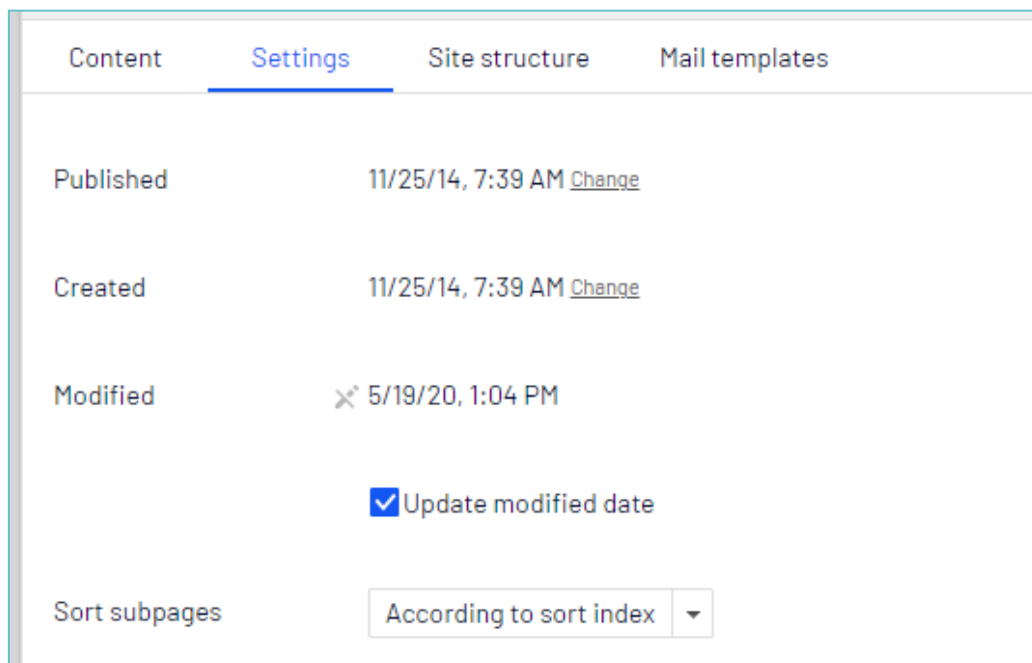 Content Settings Site structure Mail templates
Published 11/25/14, 7:39 AM Change
Created 11/25/14, 7:39 AM Change
Modified 5/19/20, 1:04 PM
Update modified date
Sort subpages According to sort index